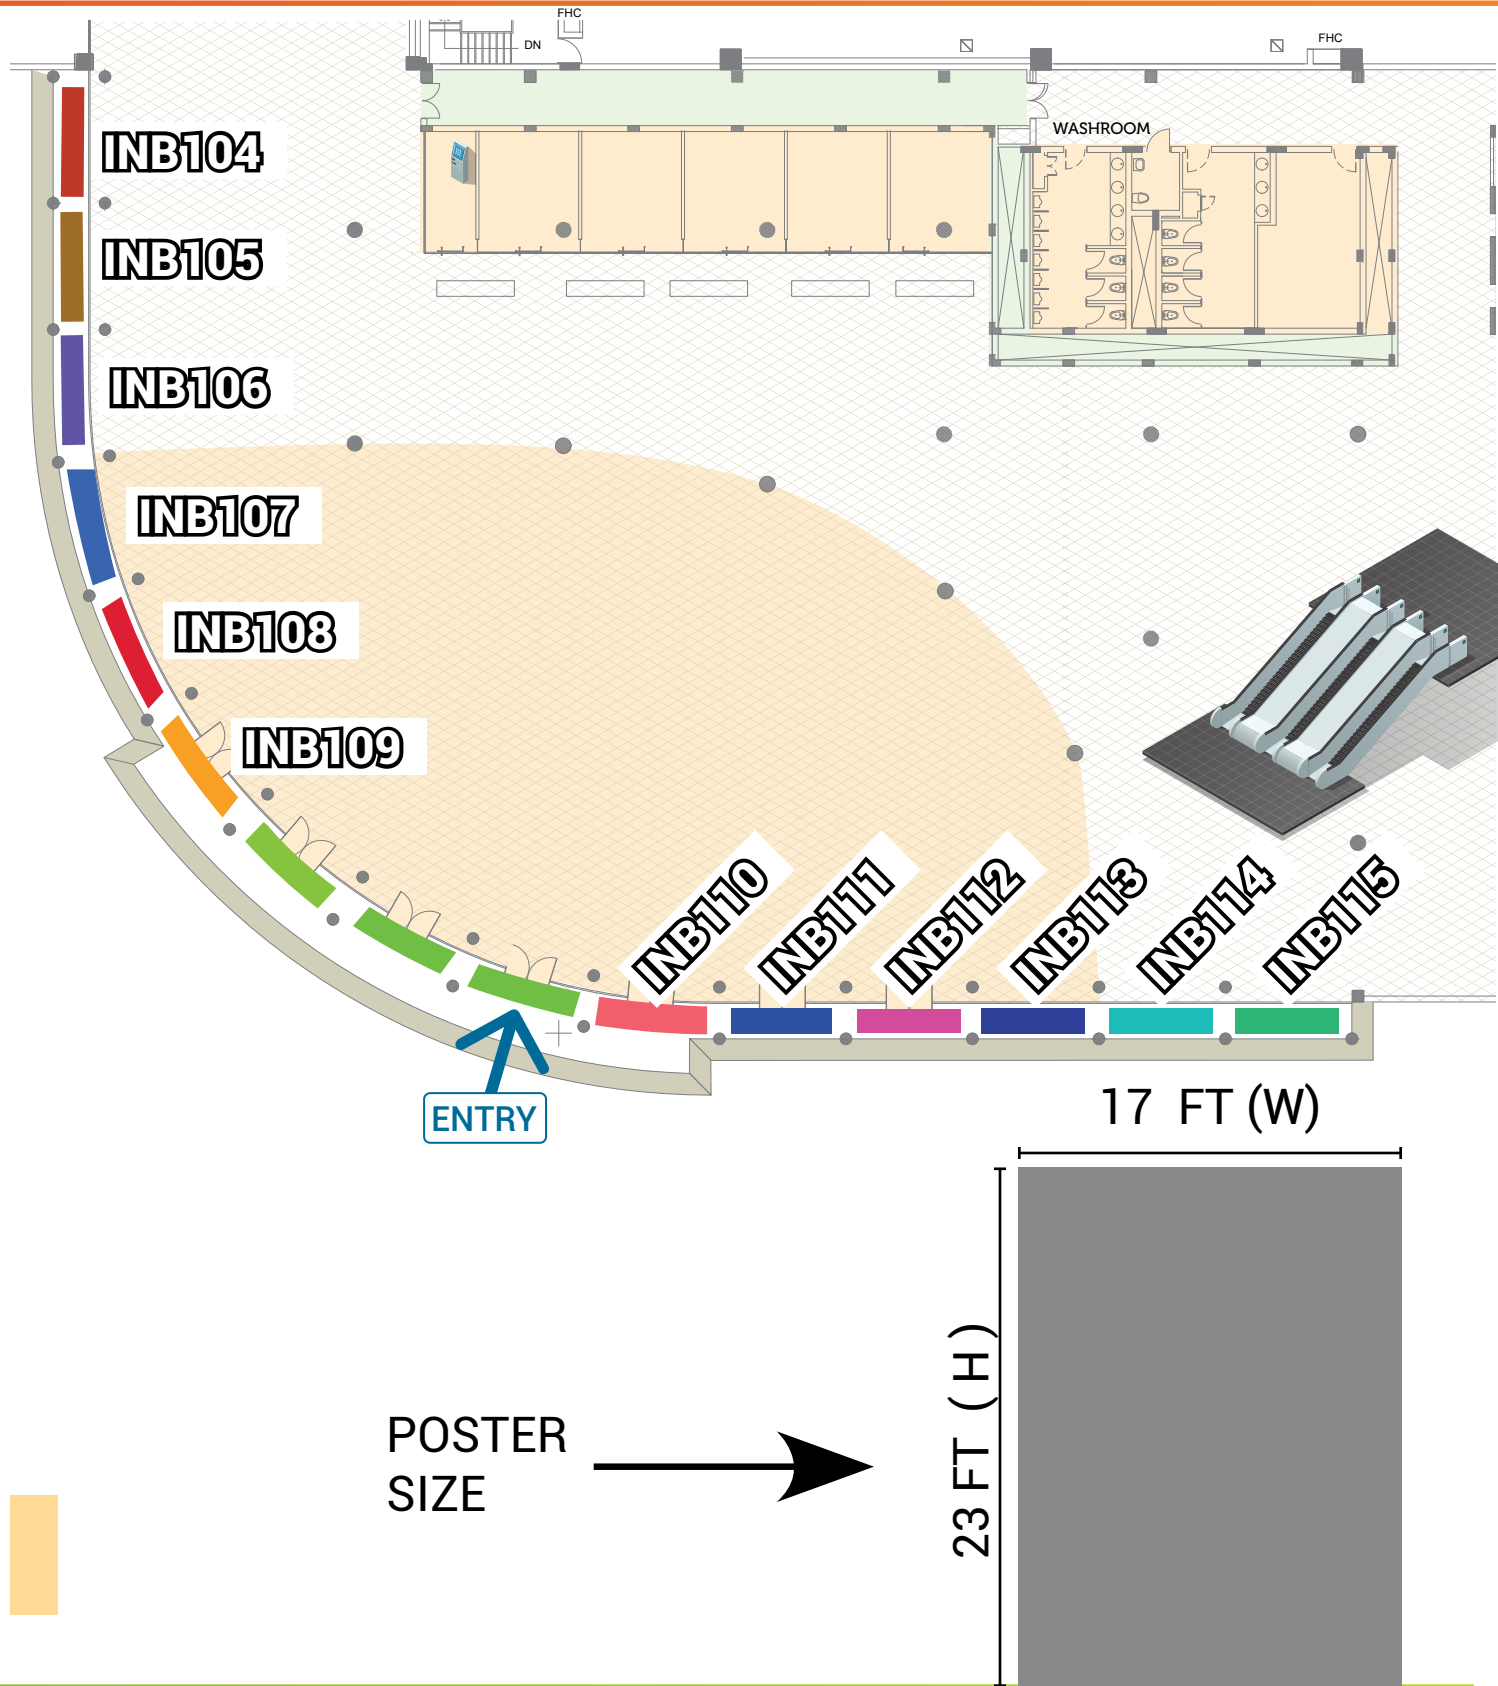 FHC
DN
FHC
WASHROOM
INB104
INB105
INB106
INB107
INB108
INB109
INB110
INB111
INB112
INB113
INB114
INB115
ENTRY
17 FT (W)
23 FT ( H )
POSTER
SIZE